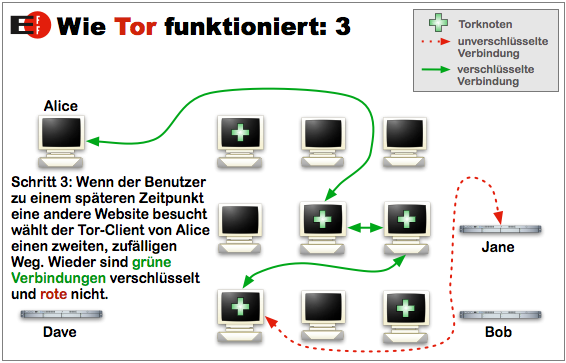 EFF Wie Tor funktioniert: 3
Torknoten
unverschlüsselte
Verbindung
verschlüsselte
Verbindung
Alice
Schritt 3: Wenn der Benutzer
zu einem späteren Zeitpunkt
eine andere Website besucht
wählt der Tor-Client von Alice
einen zweiten, zufälligen
Weg. Wieder sind grüne
Verbindungen verschlüsselt
und rote nicht.
Jane
Dave
Bob